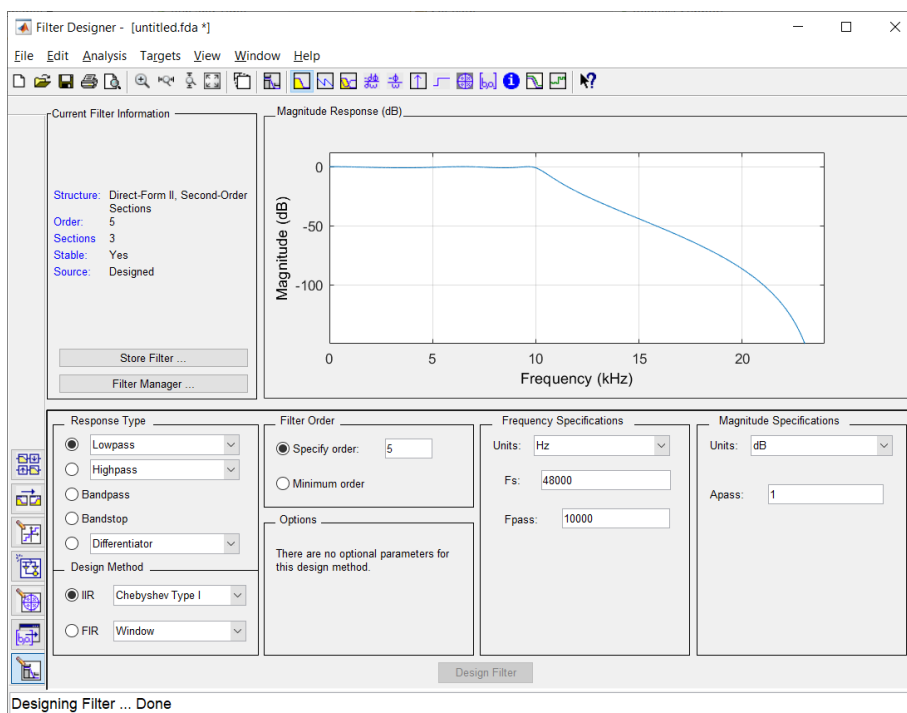 Filter Designer - [untitled.fda *]
File Edit Analysis Targets View Window Help
Current Filter Information
Structure: Direct-Form II, Second-Order
Sections
Order: 5
Sections 3
Stable: Yes
Source: Designed
Store Filter ...
Filter Manager ...
Magnitude Response (dB)
Magnitude (dB)
0
-50
-100
0 5 10 15 20
Frequency (kHz)
Response Type
Lowpass
Highpass
Bandpass
Bandstop
Differentiator
Design Method
IIR Chebyshev Type I
FIR Window
Filter Order
Specify order: 5
Minimum order
Options
There are no optional parameters for
this design method.
Frequency Specifications
Units: Hz
Fs: 48000
Fpass: 10000
Magnitude Specifications
Units: dB
Apass: 1
Design Filter
Designing Filter ... Done